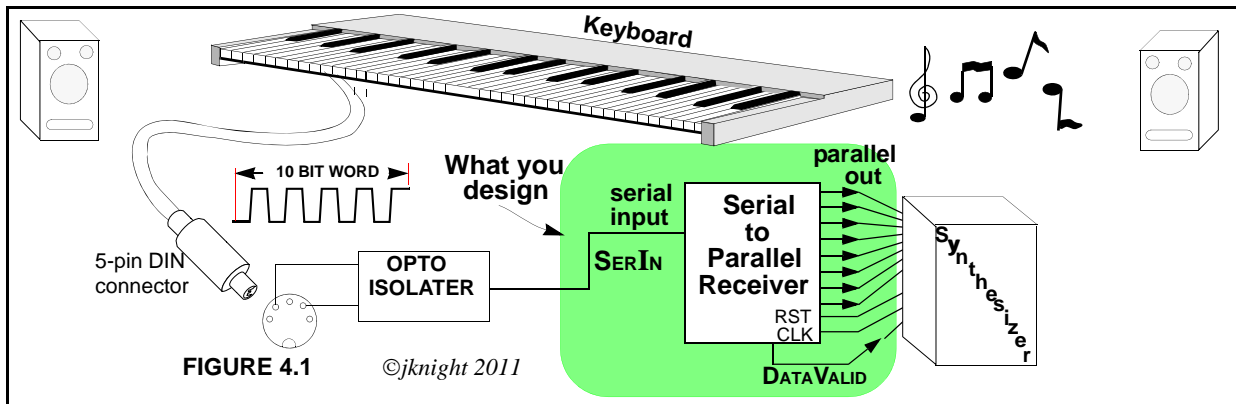 Keyboard
10 BIT WORD
What you
design
parallel
out
serial
input
SERIN
Serial
to
Parallel
Receiver
RST
CLK
Synthesizer
5-pin DIN
connector
OPTO
ISOLATER
FIGURE 4.1
©jknight 2011
DATAVALID